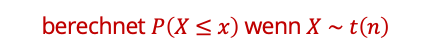 berechnet P(X ≤ x) wenn X ~ t(n)